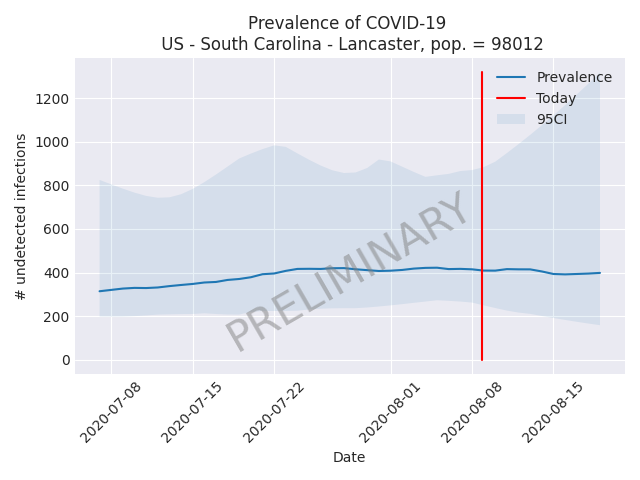 Prevalence of COVID-19
US - South Carolina - Lancaster, pop. = 98012
Prevalence
Today
95CI
PRELIMINARY
# undetected infections
1200
1000
800
600
400
200
0
2020-07-08
2020-07-15
2020-07-22
2020-08-01
2020-08-08
2020-08-15
Date